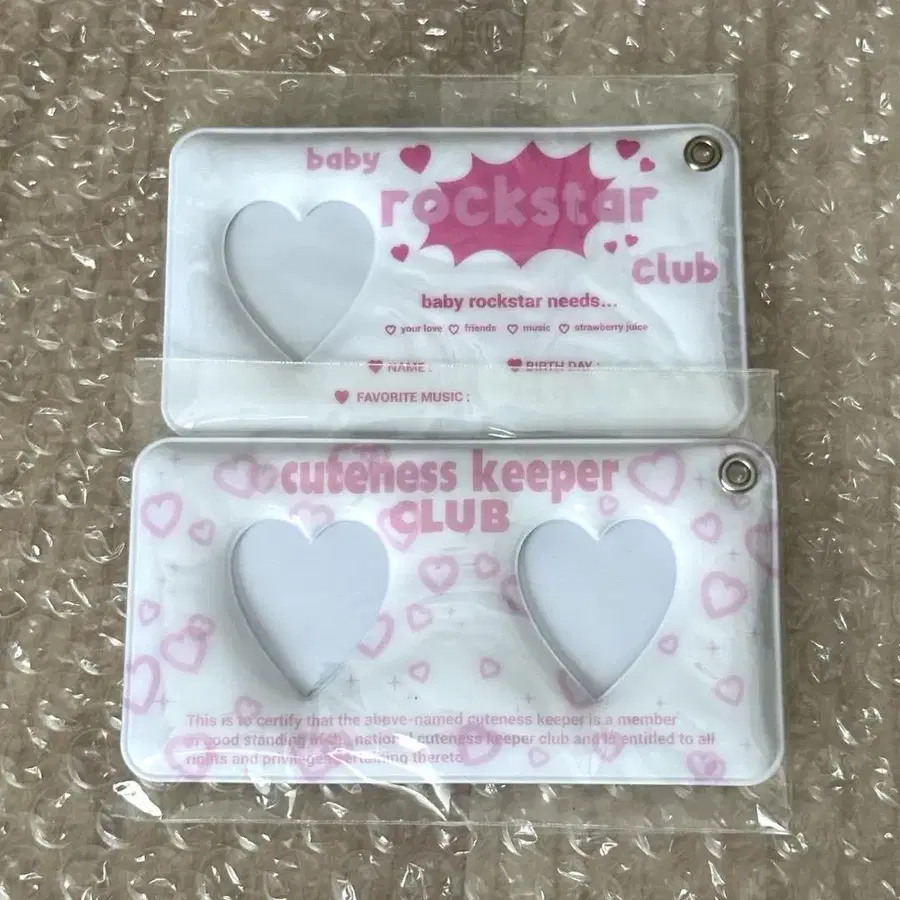 baby
rockstar
club
baby rockstar needs...
your love friends music strawberry juice
NAME : BIRTH DAY :
FAVORITE MUSIC :
cuteness keeper
CLUB
This is to certify that the above-named cuteness keeper is a member
in good standing in the national cuteness keeper club and is entitled to all
rights and privileges pertaining thereto